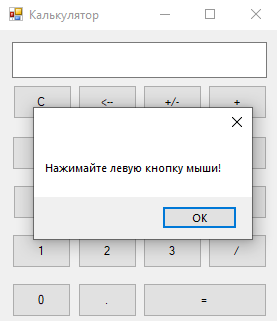 Калькулятор
C <-- +/- +
Нажимайте левую кнопку мыши!
OK
1 2 3 /
0 . =